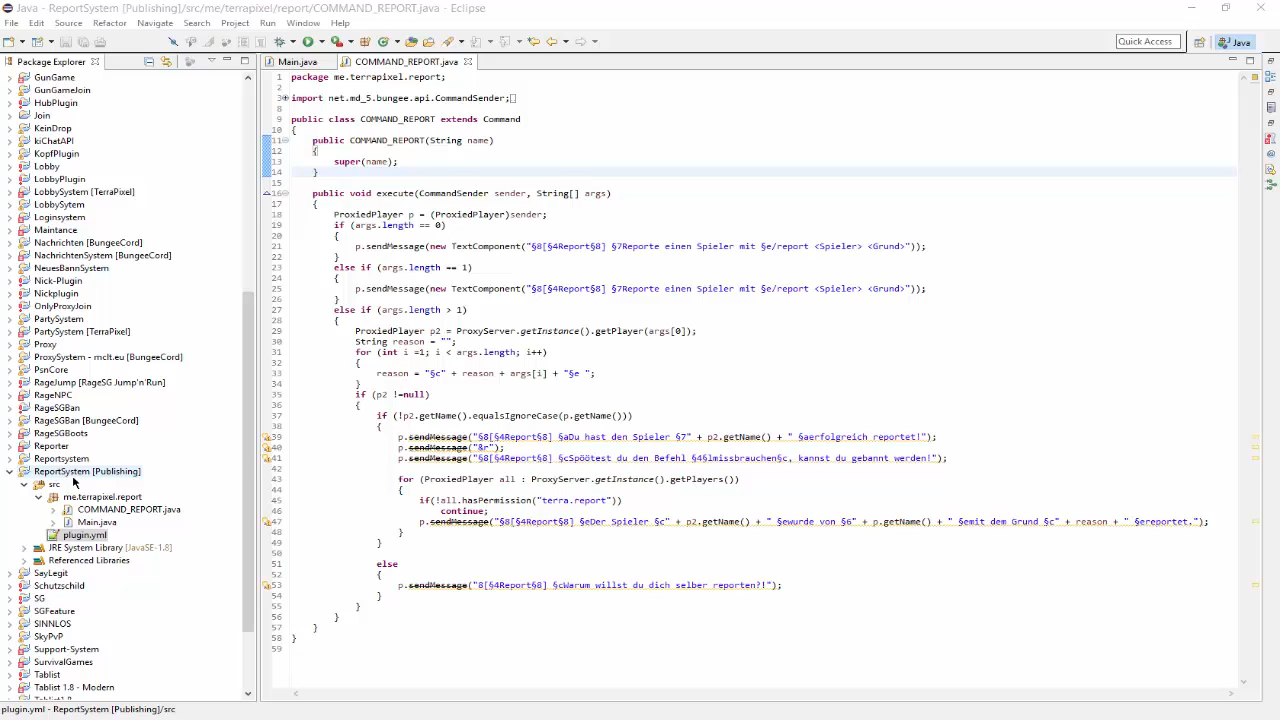 Java - ReportSystem [Publishing]/src/me/terrapixel/report/COMMAND_REPORT.java - Eclipse
File Edit Source Refactor Navigate Search Project Run Window Help
Quick Access Java
Package Explorer
GunGame
GunGameJoin
HubPlugin
Join
KeinDrop
kiChatAPI
KopfPlugin
Lobby
LobbyPlugin
LobbySystem [TerraPixel]
LobbySytem
Loginsystem
Maintance
Nachrichten [BungeeCord]
Nachrichten [BungeeCord]
NeuesBannSystem
Nick-Plugin
Nickplugin
OnlyProxyJoin
PartySystem
PartySystem [TerraPixel]
Proxy
ProxySystem - mclt.eu [BungeeCord]
PsnCore
RageJump [RageSG Jump'n'Run]
RageNPC
RageSGBan
RageSGBan [BungeeCord]
RageSGBoots
Reporter
Reportsystem
ReportSystem [Publishing]
src
me.terrapixel.report
COMMAND_REPORT.java
Main.java
plugin.yml
JRE System Library [JavaSE-1.8]
Referenced Libraries
SayLegit
Schutzschild
SG
SGFeature
SINNLOS
SkyPvP
Support-System
SurvivalGames
Tablist
Tablist 1.8 - Modern
Main.java COMMAND_REPORT.java
1 package me.terrapixel.report;
2
3 import net.md_5.bungee.api.CommandSender;
8
9 public class COMMAND_REPORT extends Command
10 {
11 public COMMAND_REPORT(String name)
12 {
13 super(name);
14 }
15
16 public void execute(CommandSender sender, String[] args)
17 {
18 ProxiedPlayer p = (ProxiedPlayer)sender;
19 if (args.length == 0)
20 {
21 p.sendMessage(new TextComponent("§8[§4Report§8] §7Reporte einen Spieler mit §e/report <Spieler> <Grund>"));
22 }
23 else if (args.length == 1)
24 {
25 p.sendMessage(new TextComponent("§8[§4Report§8] §7Reporte einen Spieler mit §e/report <Spieler> <Grund>"));
26 }
27 else if (args.length > 1)
28 {
29 ProxiedPlayer p2 = ProxyServer.getInstance().getPlayer(args[0]);
30 String reason = "";
31 for (int i =1; i < args.length; i++)
32 {
33 reason = "§c" + reason + args[i] + "§e ";
34 }
35 if (p2 !=null)
36 {
37 if (!p2.getName().equalsIgnoreCase(p.getName()))
38 {
39 p.sendMessage("§8[§4Report§8] §aDu hast den Spieler §7" + p2.getName() + " §aerfolgreich reportet!");
40 p.sendMessage("&r");
41 p.sendMessage("§8[§4Report§8] §cSpöötest du den Befehl §4§lmissbrauchen§c, kannst du gebannt werden!");
42
43 for (ProxiedPlayer all : ProxyServer.getInstance().getPlayers())
44 {
45 if(!all.hasPermission("terra.report"))
46 continue;
47 p.sendMessage("§8[§4Report§8] §eDer Spieler §c" + p2.getName() + " §ewurde von §6" + p.getName() + " §emit dem Grund §c" + reason + " §ereportet.");
48 }
49 }
50
51 else
52 {
53 p.sendMessage("8[§4Report§8] §cWarum willst du dich selber reporten?!");
54 }
55 }
56 }
57 }
58 }
59
plugin.yml - ReportSystem [Publishing]/src